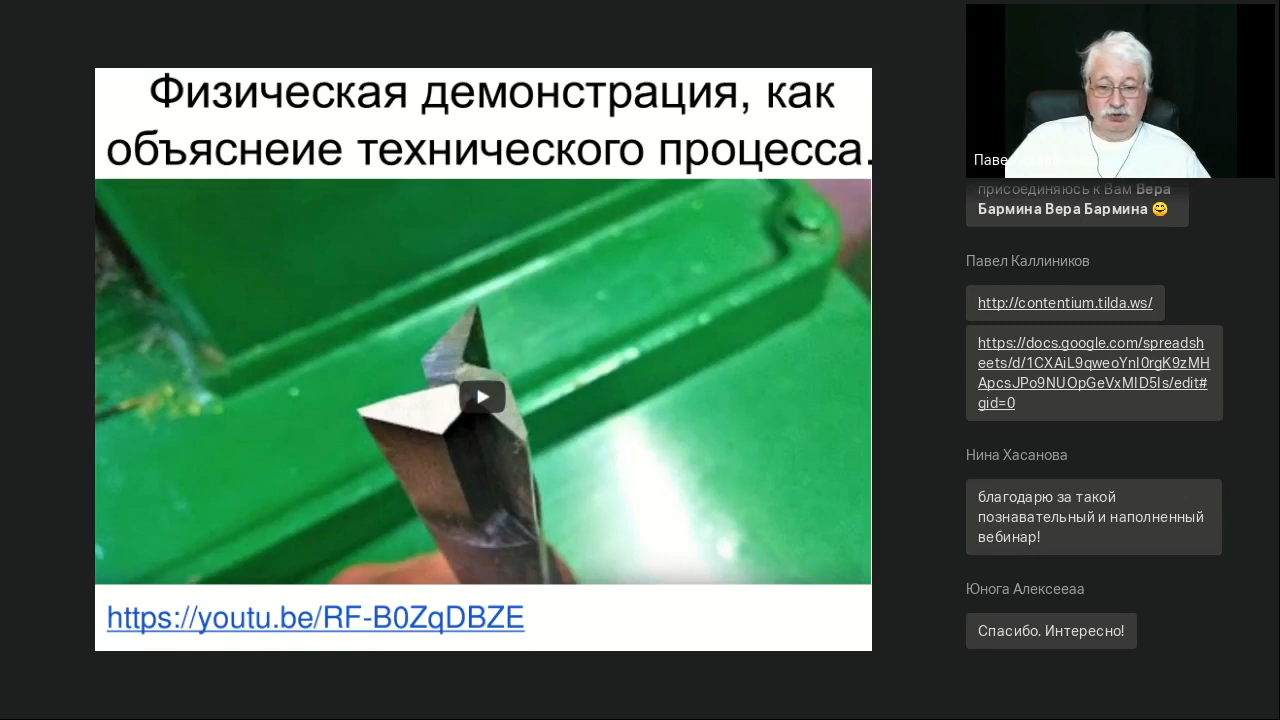 Физическая демонстрация, как
объяснеие технического процесса.
https://youtu.be/RF-B0ZqDBZE
Паве
присоединяюсь к Вам Вера
Бармина Вера Бармина 😊
Павел Каллиников
http://contentium.tilda.ws/
https://docs.google.com/spreadsh
eets/d/1CXAiL9qweoYnI0rgK9zMH
ApcsJPo9NUOpGeVxMID5Is/edit#
gid=0
Нина Хасанова
благодарю за такой
познавательный и наполненный
вебинар!
Юнога Алексееаа
Спасибо. Интересно!